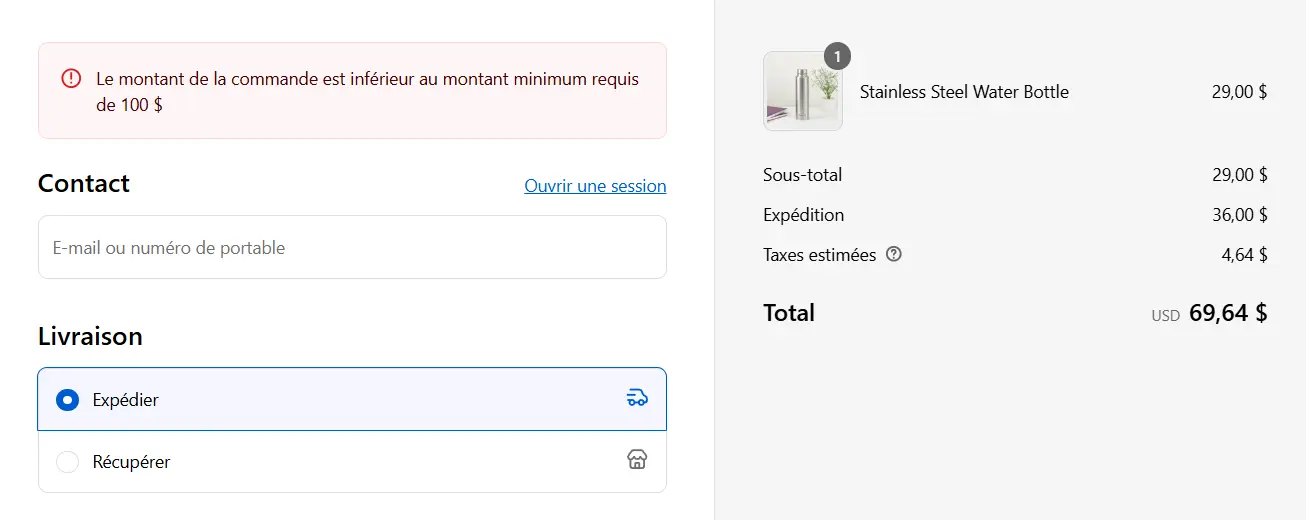 Le montant de la commande est inférieur au montant minimum requis
de 100 $
Contact
Ouvrir une session
E-mail ou numéro de portable
Livraison
Expédier
Récupérer
1
Stainless Steel Water Bottle 29,00 $
Sous-total 29,00 $
Expédition 36,00 $
Taxes estimées 4,64 $
Total USD 69,64 $